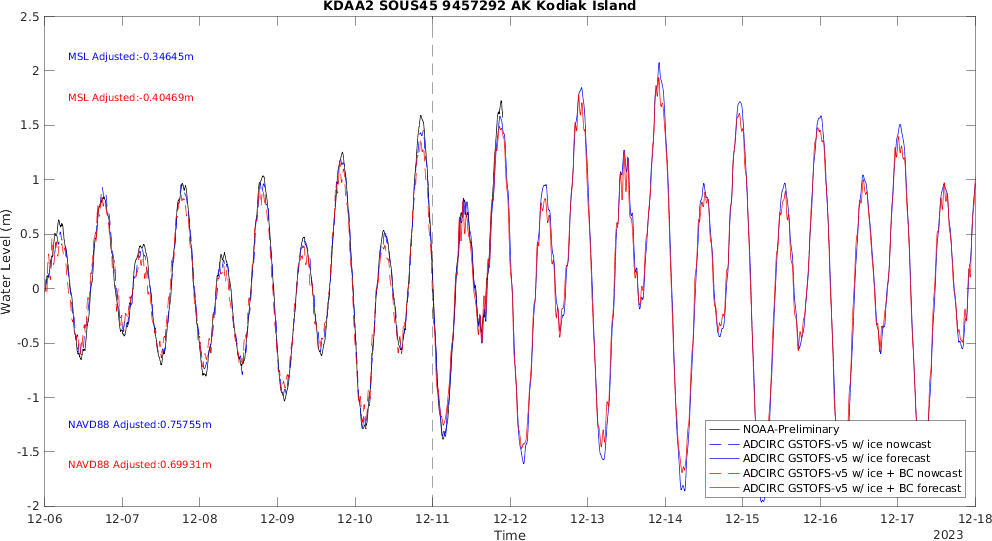 KDAA2 SOUS45 9457292 AK Kodiak Island
2.5
2
1.5
1
0.5
0
-0.5
-1
-1.5
-2
Water Level (m)
MSL Adjusted:-0.34645m
MSL Adjusted:-0.40469m
NAVD88 Adjusted:0.75755m
NAVD88 Adjusted:0.69931m
NOAA-Preliminary
ADCIRC GSTOFS-v5 w/ ice nowcast
ADCIRC GSTOFS-v5 w/ ice forecast
ADCIRC GSTOFS-v5 w/ ice + BC nowcast
ADCIRC GSTOFS-v5 w/ ice + BC forecast
12-06 12-07 12-08 12-09 12-10 12-11 12-12 12-13 12-14 12-15 12-16 12-17 12-18
Time
2023